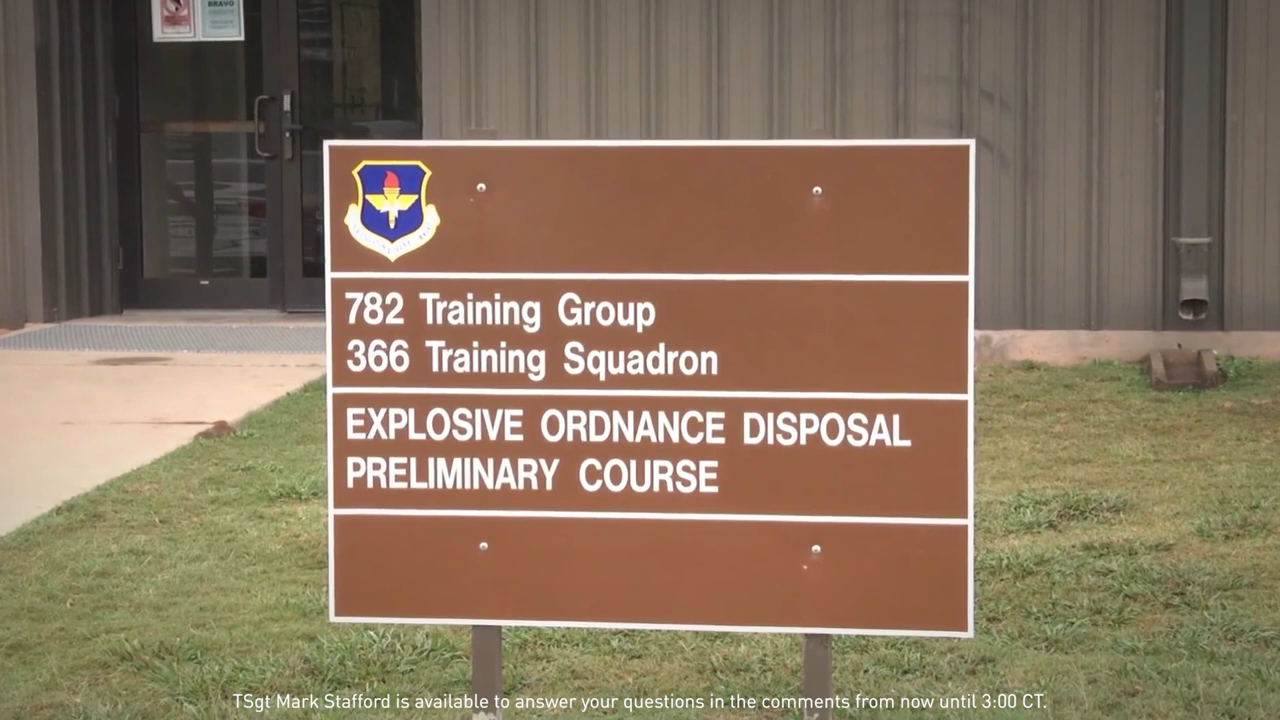 BRAVO
782 Training Group
366 Training Squadron
EXPLOSIVE ORDNANCE DISPOSAL
PRELIMINARY COURSE
TSgt Mark Stafford is available to answer your questions in the comments from now until 3:00 CT.